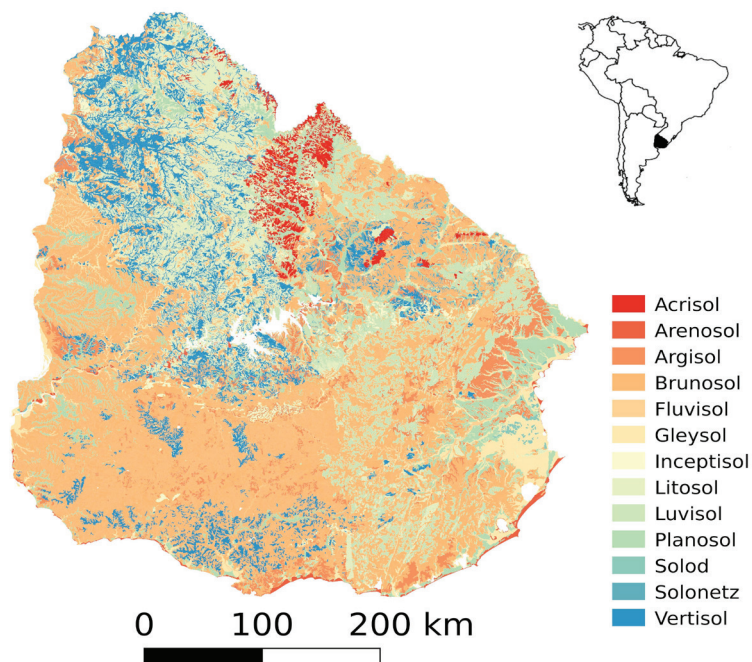 Acrisol
Arenosol
Argisol
Brunosol
Fluvisol
Gleysol
Inceptisol
Litosol
Luvisol
Planosol
Solod
Solonetz
Vertisol
0 100 200 km